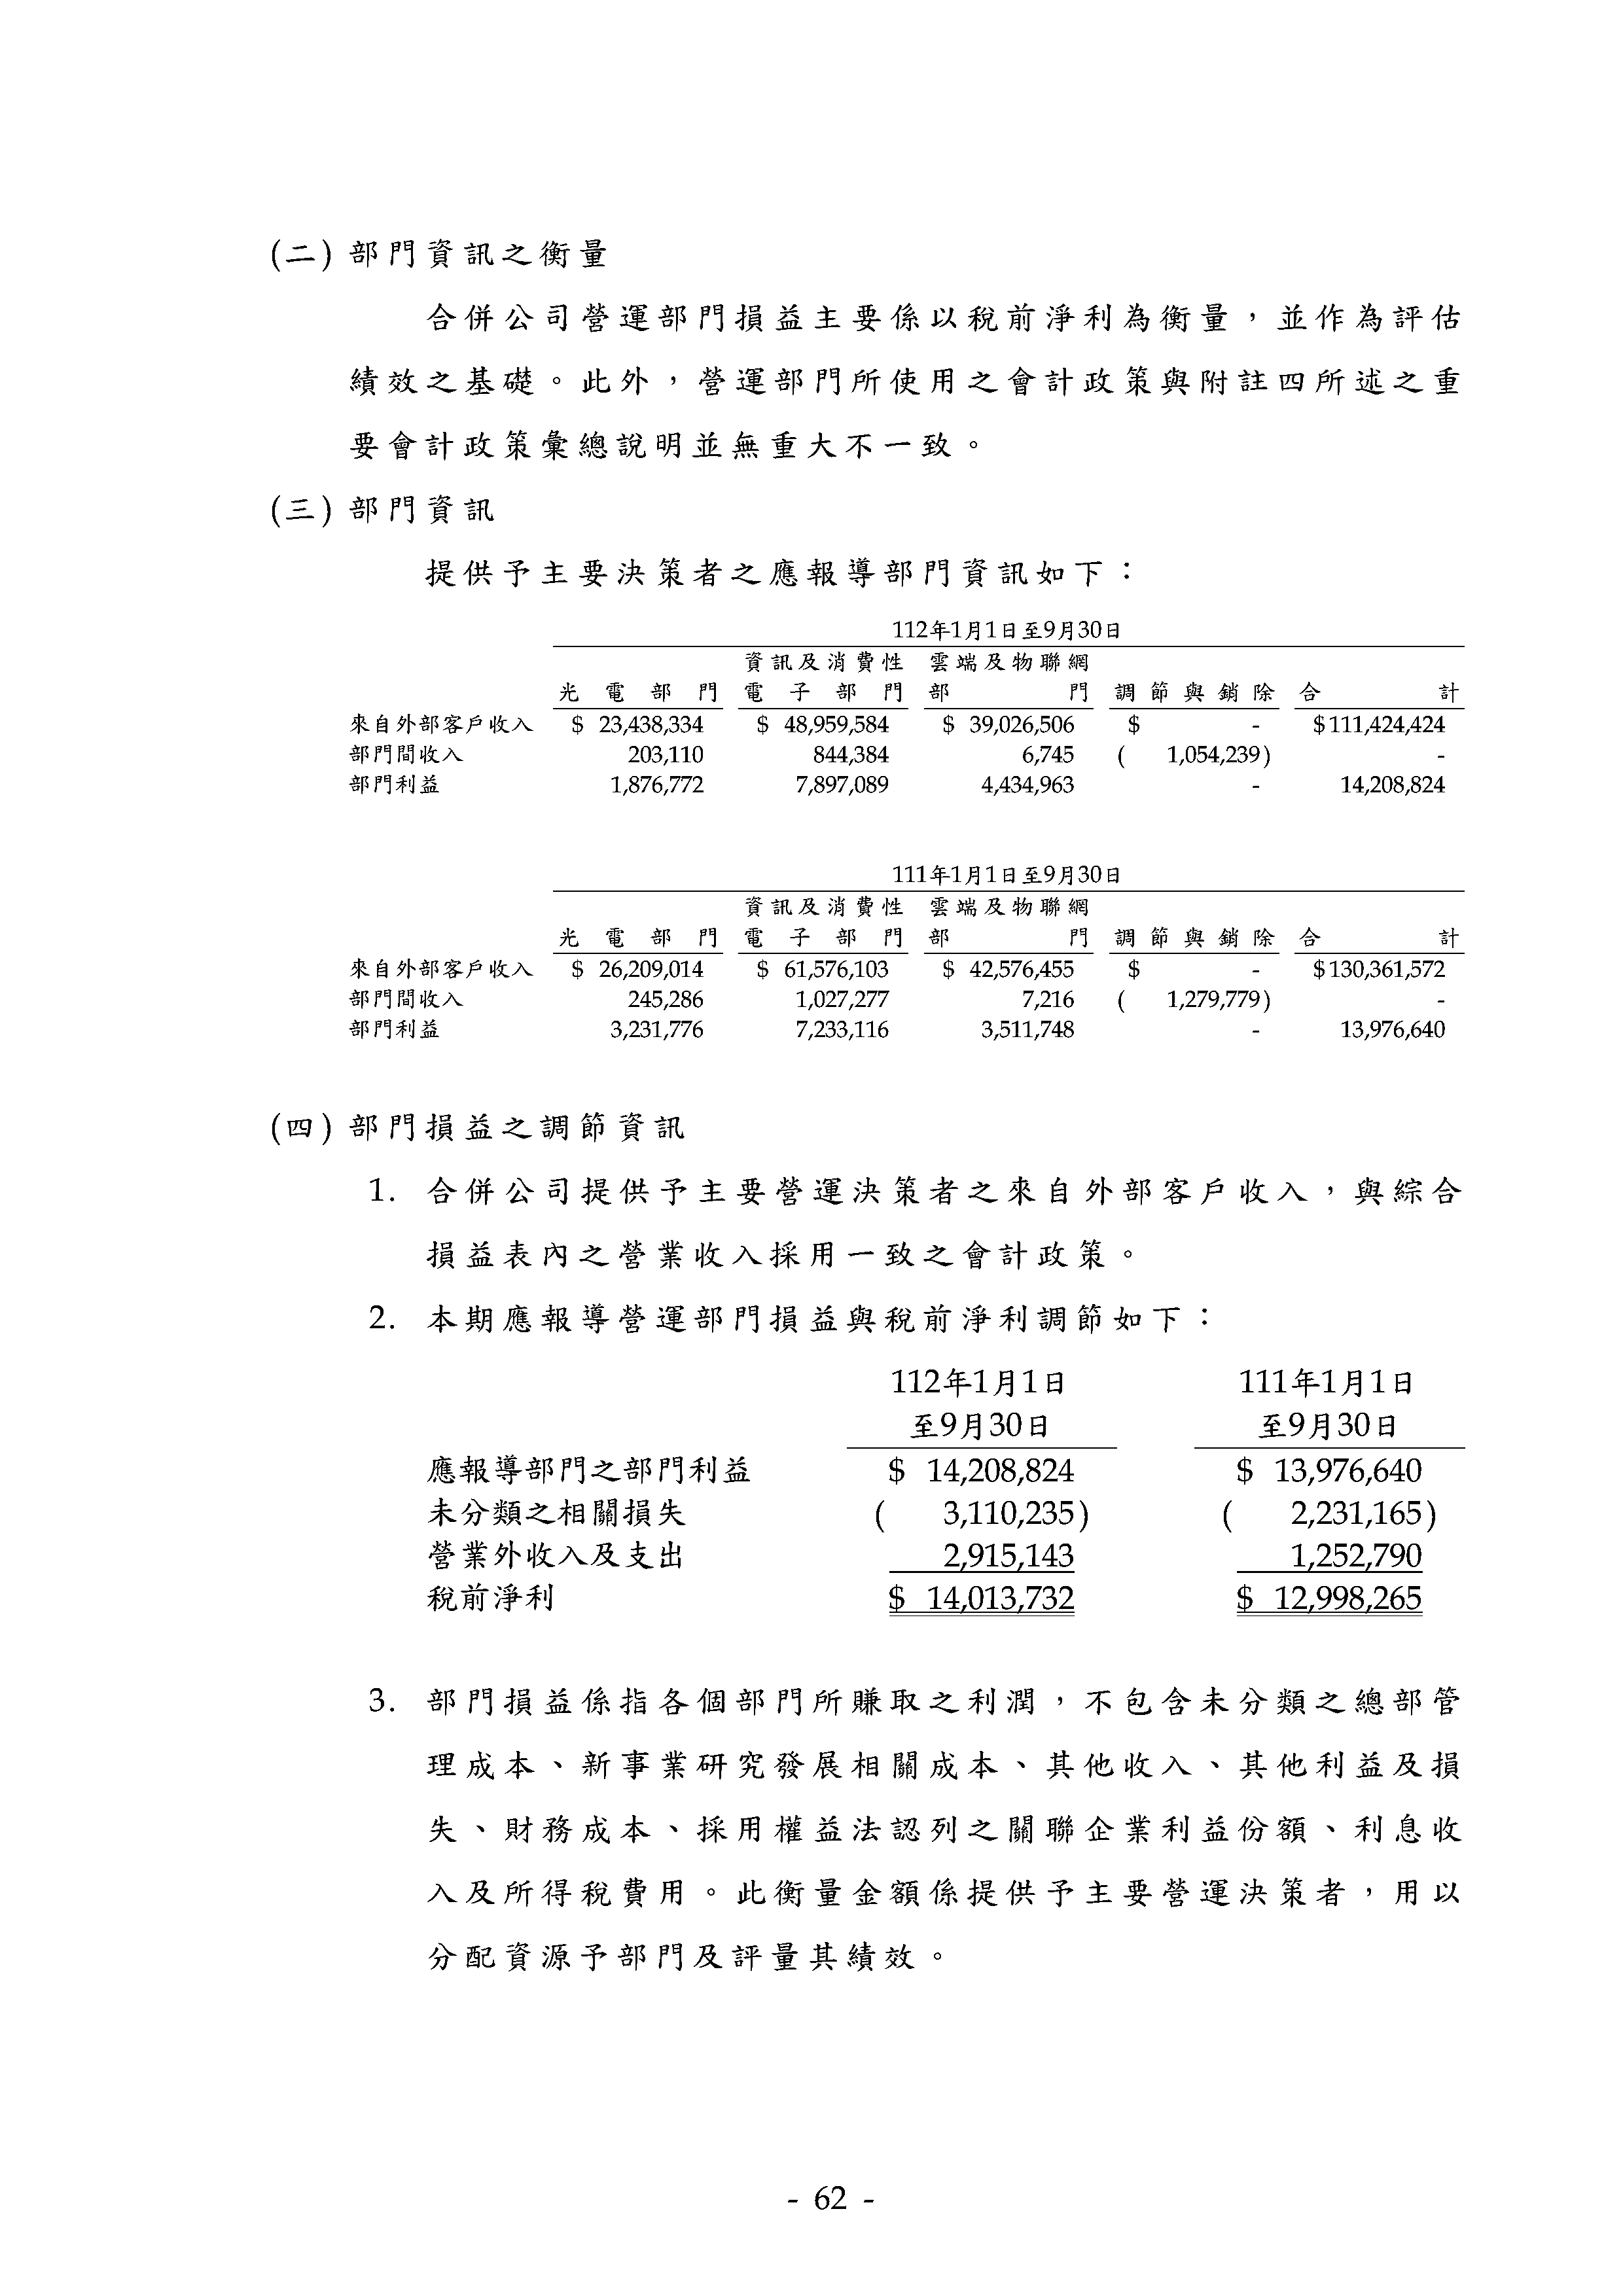 (二) 部門資訊之衡量
合併公司營運部門損益主要係以稅前淨利為衡量，並作為評估
績效之基礎。此外，營運部門所使用之會計政策與附註四所述之重
要會計政策彙總說明並無重大不一致。
(三) 部門資訊
提供予主要決策者之應報導部門資訊如下：
112年1月1日至9月30日
資訊及消費性 雲端及物聯網
光電部門 電子部門 部門 調節與銷除 合計
來自外部客戶收入 $ 23,438,334 $ 48,959,584 $ 39,026,506 $ - $111,424,424
部門間收入 203,110 844,384 6,745 ( 1,054,239) -
部門利益 1,876,772 7,897,089 4,434,963 - 14,208,824
111年1月1日至9月30日
資訊及消費性 雲端及物聯網
光電部門 電子部門 部門 調節與銷除 合計
來自外部客戶收入 $ 26,209,014 $ 61,576,103 $ 42,576,455 $ - $130,361,572
部門間收入 245,286 1,027,277 7,216 ( 1,279,779) -
部門利益 3,231,776 7,233,116 3,511,748 - 13,976,640
(四) 部門損益之調節資訊
1. 合併公司提供予主要營運決策者之來自外部客戶收入，與綜合
損益表內之營業收入採用一致之會計政策。
2. 本期應報導營運部門損益與稅前淨利調節如下：
112年1月1日 111年1月1日
至9月30日 至9月30日
應報導部門之部門利益 $ 14,208,824 $ 13,976,640
未分類之相關損失 ( 3,110,235) ( 2,231,165)
營業外收入及支出 2,915,143 1,252,790
稅前淨利 $ 14,013,732 $ 12,998,265
3. 部門損益係指各個部門所賺取之利潤，不包含未分類之總部管
理成本、新事業研究發展相關成本、其他收入、其他利益及損
失、財務成本、採用權益法認列之關聯企業利益份額、利息收
入及所得稅費用。此衡量金額係提供予主要營運決策者，用以
分配資源予部門及評量其績效。
- 62 -